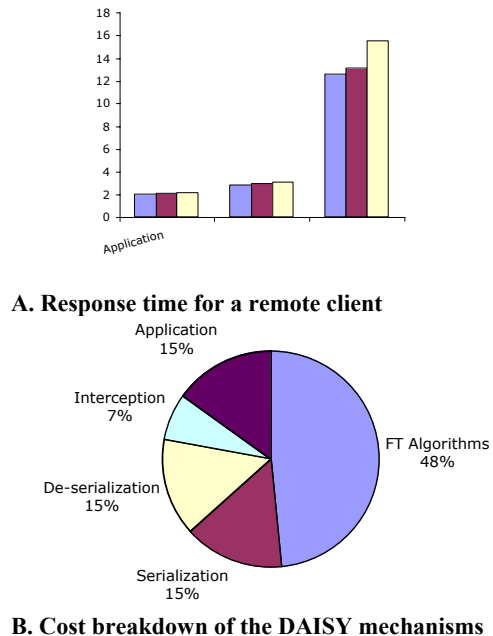 18
16
14
12
10
8
6
4
2
0
Application
A. Response time for a remote client
Application
15%
Interception
7%
FT Algorithms
48%
De-serialization
15%
Serialization
15%
B. Cost breakdown of the DAISY mechanisms